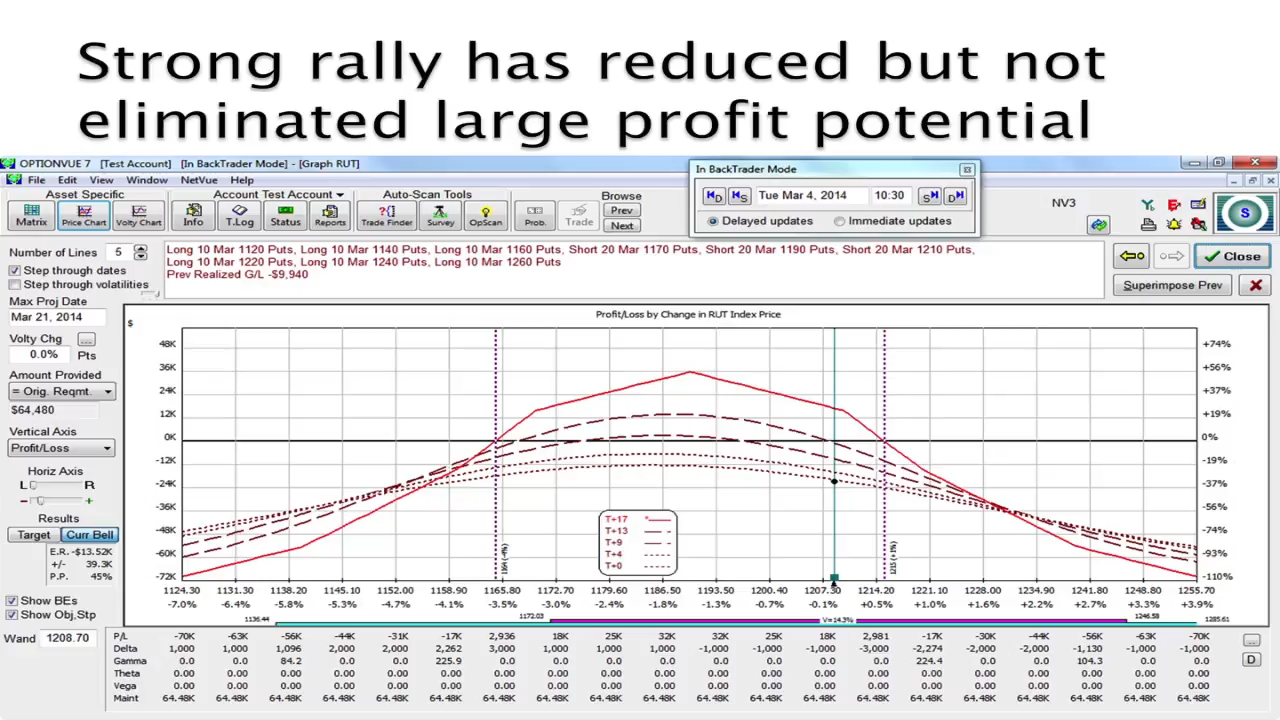 Strong rally has reduced but not
eliminated large profit potential
OPTIONVUE 7 [Test Account] [In BackTrader Mode] - [Graph RUT]
File Edit View Window NetVue Help
In BackTrader Mode
Tue Mar 4, 2014 10:30
Delayed updates Immediate updates
Asset Specific Account Test Account Auto-Scan Tools Browse
Matrix Price Chart Volty Chart Info T.Log Status Reports Trade Finder Survey OpScan Prob. Trade Prev Next
NV3
S
Number of Lines 5
Step through dates
Step through volatilities
Max Proj Date
Mar 21, 2014
Volty Chg ...
0.0% Pts
Amount Provided
= Orig. Reqmt.
$64,480
Vertical Axis
Profit/Loss
Horiz Axis
L R
- +
Results
Target Curr Bell
E.R. -$13.52K
+/- 39.3K
P.P. 45%
Show BEs
Show Obj,Stp
Wand 1208.70
Long 10 Mar 1120 Puts, Long 10 Mar 1140 Puts, Long 10 Mar 1160 Puts, Short 20 Mar 1170 Puts, Short 20 Mar 1190 Puts, Short 20 Mar 1210 Puts,
Long 10 Mar 1220 Puts, Long 10 Mar 1240 Puts, Long 10 Mar 1260 Puts
Prev Realized G/L -$9,940
Close
Superimpose Prev
Profit/Loss by Change in RUT Index Price
$
48K +74%
36K +56%
24K +37%
12K +19%
0K 0%
-12K -19%
-24K -37%
-36K -56%
-48K -74%
-60K -93%
-72K -110%
T+17 *
T+13
T+9
T+4
T+0
1164 (-4%)
1215 (+1%)
1124.30 1131.30 1138.20 1145.10 1152.00 1158.90 1165.80 1172.70 1179.60 1186.50 1193.50 1200.40 1207.30 1214.20 1221.10 1228.00 1234.90 1241.80 1248.80 1255.70
-7.0% -6.4% -5.8% -5.3% -4.7% -4.1% -3.5% -3.0% -2.4% -1.8% -1.3% -0.7% -0.1% +0.5% +1.0% +1.6% +2.2% +2.7% +3.3% +3.9%
1136.44 1172.03 V=14.3% 1246.58 1285.61
P/L -70K -63K -56K -44K -31K -17K 2,936 18K 25K 32K 32K 25K 18K 2,981 -17K -30K -44K -56K -63K -70K
Delta 1,000 1,000 1,096 2,000 2,000 2,262 3,000 1,000 1,000 1,000 -1,000 -1,000 -1,000 -3,000 -2,274 -2,000 -2,000 -1,130 -1,000 -1,000
Gamma 0.0 0.0 84.2 0.0 0.0 225.9 0.0 0.0 0.0 0.0 0.0 0.0 0.0 0.0 224.4 0.0 0.0 104.3 0.0 0.0
Theta 0.00 0.00 0.00 0.00 0.00 0.00 0.00 0.00 0.00 0.00 0.00 0.00 0.00 0.00 0.00 0.00 0.00 0.00 0.00 0.00
Vega 0.00 0.00 0.00 0.00 0.00 0.00 0.00 0.00 0.00 0.00 0.00 0.00 0.00 0.00 0.00 0.00 0.00 0.00 0.00 0.00
Maint 64.48K 64.48K 64.48K 64.48K 64.48K 64.48K 64.48K 64.48K 64.48K 64.48K 64.48K 64.48K 64.48K 64.48K 64.48K 64.48K 64.48K 64.48K 64.48K 64.48K
...
D